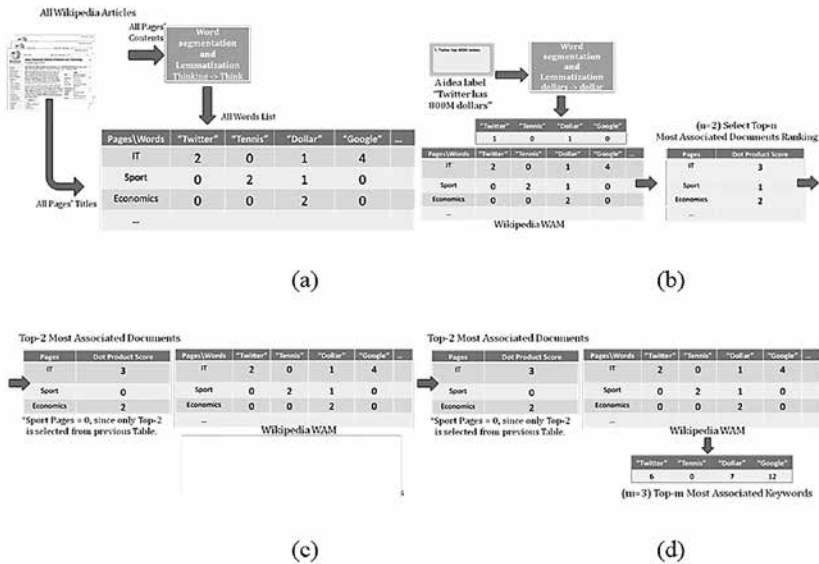 All Wikipedia Articles
All Pages' Contents
Word segmentation and Lemmatization
Thinking -> Think
All Words List
All Pages' Titles
Pages\Words "Twitter" "Tennis" "Dollar" "Google" ...
IT 2 0 1 4
Sport 0 2 1 0
Economics 0 0 2 0
...
(a)
A idea label
"Twitter has
800M dollars"
Word
segmentation
and
Lemmatization
dollars -> dollar
"Twitter" "Tennis" "Dollar" "Google"
1 0 1 0
Pages\Words "Twitter" "Tennis" "Dollar" "Google" ...
IT 2 0 1 4
Sport 0 2 1 0
Economics 0 0 2 0
...
Wikipedia WAM
(n=2) Select Top-n
Most Associated Documents Ranking
Pages Dot Product Score
IT 3
Sport 1
Economics 2
...
(b)
Top-2 Most Associated Documents
Pages Dot Product Score
IT 3
Sport 0
Economics 2
*Sport Pages = 0, since only Top-2
is selected from previous Table.
Pages\Words "Twitter" "Tennis" "Dollar" "Google" ...
IT 2 0 1 4
Sport 0 2 1 0
Economics 0 0 2 0
...
Wikipedia WAM
s
(c)
Top-2 Most Associated Documents
Pages Dot Product Score
IT 3
Sport 0
Economics 2
*Sport Pages = 0, since only Top-2
is selected from previous Table.
Pages\Words "Twitter" "Tennis" "Dollar" "Google" ...
IT 2 0 1 4
Sport 0 2 1 0
Economics 0 0 2 0
...
Wikipedia WAM
"Twitter" "Tennis" "Dollar" "Google"
6 0 7 12
(m=3) Top-m Most Associated Keywords
(d)